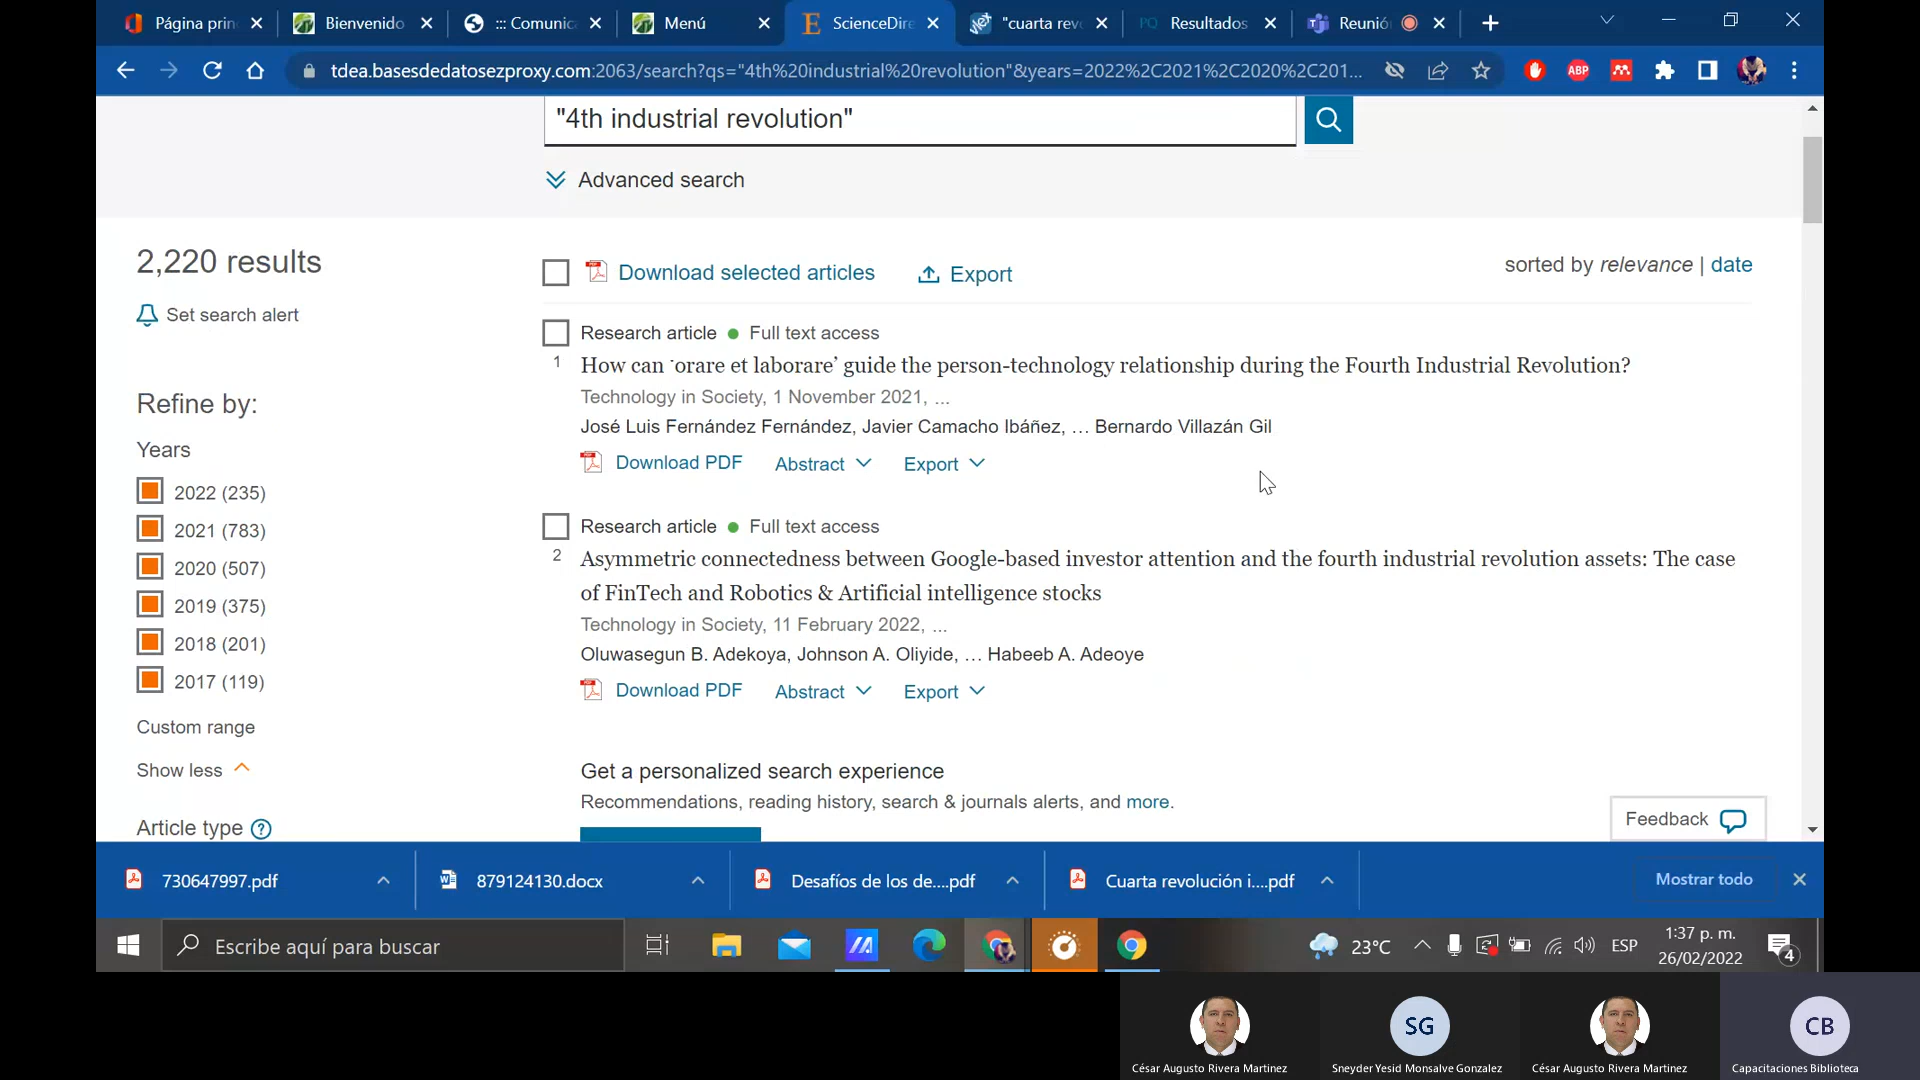 Página prin
Bienvenido
::: Comunica
Menú
ScienceDire
"cuarta rev
PQ Resultados
Reunió
tdea.basesdedatosezproxy.com:2063/search?qs="4th%20industrial%20revolution"&years=2022%2C2021%2C2020%2C201...
ABP
"4th industrial revolution"
Advanced search
2,220 results
Download selected articles
Export
sorted by relevance | date
Set search alert
Research article
Full text access
1 How can ‘orare et laborare’ guide the person-technology relationship during the Fourth Industrial Revolution?
Technology in Society, 1 November 2021, ...
José Luis Fernández Fernández, Javier Camacho Ibáñez, … Bernardo Villazán Gil
Download PDF
Abstract
Export
Refine by:
Years
2022 (235)
2021 (783)
2020 (507)
2019 (375)
2018 (201)
2017 (119)
Custom range
Show less
Article type ?
Research article
Full text access
2 Asymmetric connectedness between Google-based investor attention and the fourth industrial revolution assets: The case
of FinTech and Robotics & Artificial intelligence stocks
Technology in Society, 11 February 2022, ...
Oluwasegun B. Adekoya, Johnson A. Oliyide, … Habeeb A. Adeoye
Download PDF
Abstract
Export
Get a personalized search experience
Recommendations, reading history, search & journals alerts, and more.
Feedback
730647997.pdf
879124130.docx
Desafíos de los de....pdf
Cuarta revolución i....pdf
Mostrar todo
Escribe aquí para buscar
23°C
ESP
1:37 p. m.
26/02/2022
4
SG
CB
César Augusto Rivera Martinez
Sneyder Yesid Monsalve Gonzalez
César Augusto Rivera Martinez
Capacitaciones Biblioteca